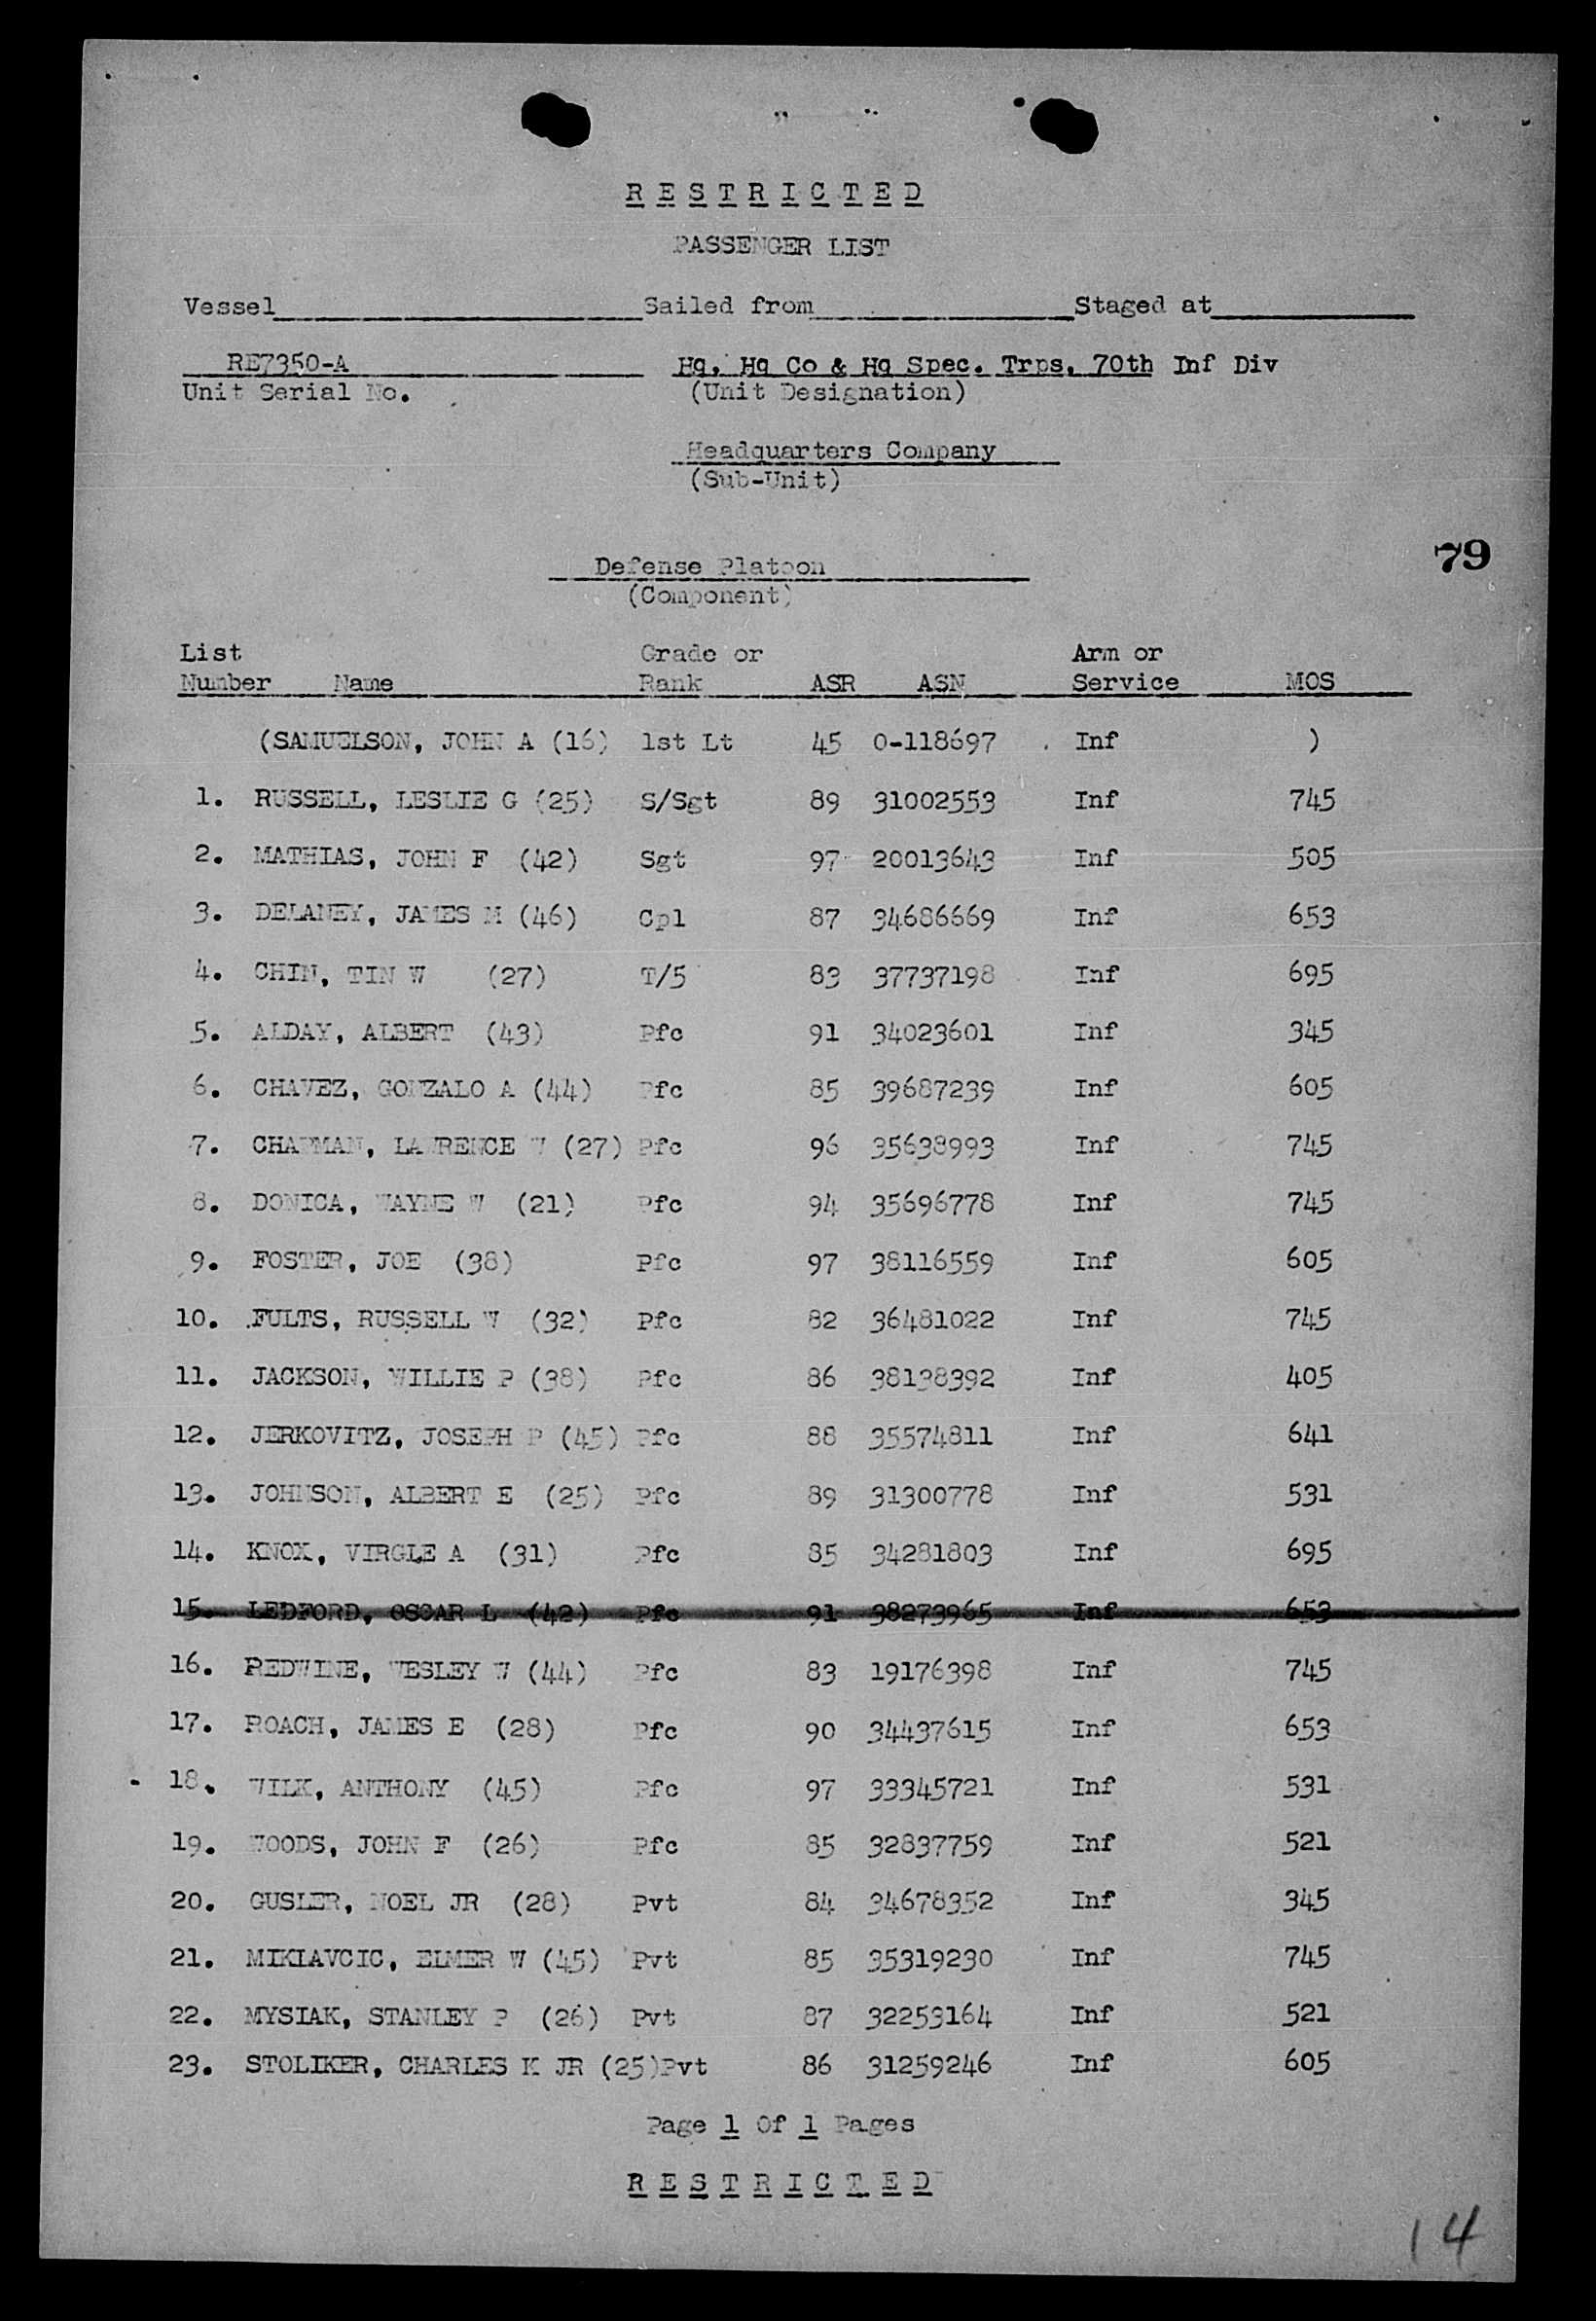 RESTRICTED
PASSENGER LIST
Vessel Sailed from Staged at
RE7350-A Hq, Hq Co & Hq Spec. Trps, 70th Inf Div
Unit Serial No. (Unit Designation)
Headquarters Company
(Sub-Unit)
79
Defense Platoon
(Component)
List Grade or Arm or
Number Name Rank ASR ASN Service MOS
(SAMUELSON, JOHN A (16) 1st Lt 45 O-118697 Inf )
1. RUSSELL, LESLIE G (25) S/Sgt 89 31002553 Inf 745
2. MATHIAS, JOHN F (42) Sgt 97 20013643 Inf 505
3. DELANEY, JAMES M (46) Cpl 87 34686669 Inf 653
4. CHIN, TIN W (27) T/5 83 37737198 Inf 695
5. ALDAY, ALBERT (43) Pfc 91 34023601 Inf 345
6. CHAVEZ, GONZALO A (44) Pfc 85 39687239 Inf 605
7. CHAPMAN, LAWRENCE W (27) Pfc 96 35638993 Inf 745
8. DONICA, WAYNE W (21) Pfc 94 35696778 Inf 745
9. FOSTER, JOE (38) Pfc 97 38116559 Inf 605
10. FULTS, RUSSELL W (32) Pfc 82 36481022 Inf 745
11. JACKSON, WILLIE P (38) Pfc 86 38138392 Inf 405
12. JERKOVITZ, JOSEPH P (45) Pfc 88 35574811 Inf 641
13. JOHNSON, ALBERT E (25) Pfc 89 31300778 Inf 531
14. KNOX, VIRGLE A (31) Pfc 85 34281803 Inf 695
15. LEDFORD, OSCAR L (42) Pfc 91 38273965 Inf 653
16. REDWINE, WESLEY W (44) Pfc 83 19176398 Inf 745
17. ROACH, JAMES E (28) Pfc 90 34437615 Inf 653
18. WILK, ANTHONY (45) Pfc 97 33345721 Inf 531
19. WOODS, JOHN F (26) Pfc 85 32837759 Inf 521
20. GUSLER, NOEL JR (28) Pvt 84 34678352 Inf 345
21. MIKLAVCIC, ELMER W (45) Pvt 85 35319230 Inf 745
22. MYSIAK, STANLEY P (26) Pvt 87 32253164 Inf 521
23. STOLIKER, CHARLES K JR (25)Pvt 86 31259246 Inf 605
Page 1 Of 1 Pages
RESTRICTED
14